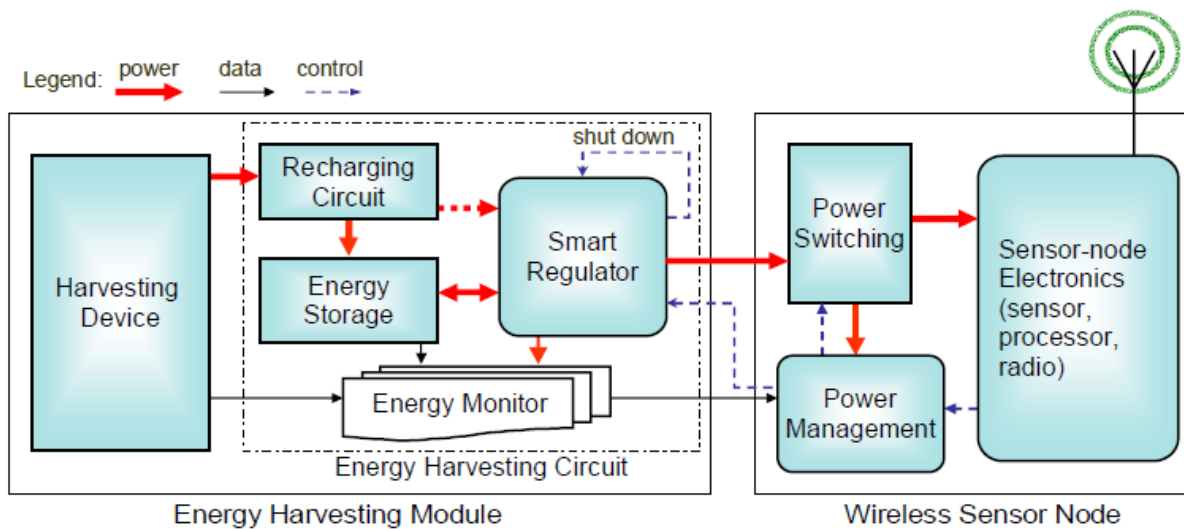 Legend: power data control
shut down
Recharging
Circuit
Smart
Regulator
Power
Switching
Harvesting
Device
Energy
Storage
Sensor-node
Electronics
(sensor,
processor,
radio)
Energy Monitor
Power
Management
Energy Harvesting Circuit
Energy Harvesting Module
Wireless Sensor Node